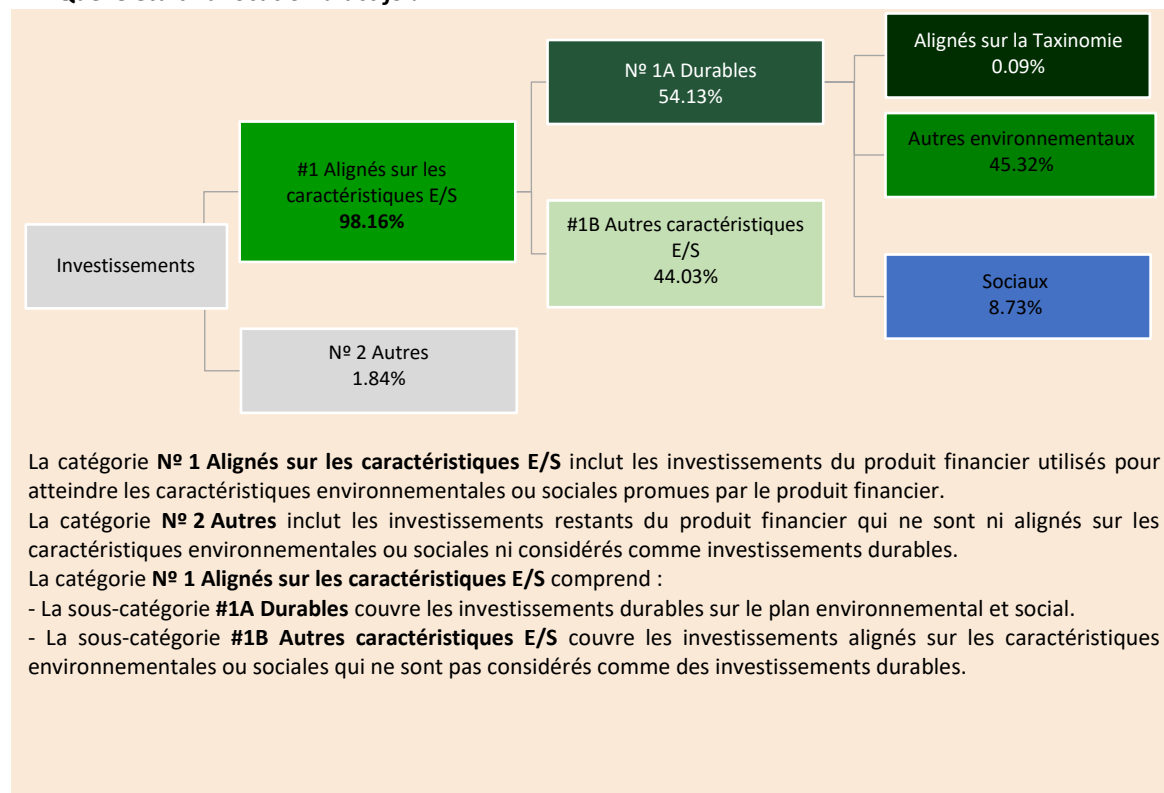 Alignés sur la Taxinomie
0.09%
Nº 1A Durables
54.13%
Autres environnementaux
45.32%
#1 Alignés sur les
caractéristiques E/S
98.16%
#1B Autres caractéristiques
E/S
44.03%
Investissements
Sociaux
8.73%
Nº 2 Autres
1.84%
La catégorie Nº 1 Alignés sur les caractéristiques E/S inclut les investissements du produit financier utilisés pour
atteindre les caractéristiques environnementales ou sociales promues par le produit financier.
La catégorie Nº 2 Autres inclut les investissements restants du produit financier qui ne sont ni alignés sur les
caractéristiques environnementales ou sociales ni considérés comme investissements durables.
La catégorie Nº 1 Alignés sur les caractéristiques E/S comprend :
- La sous-catégorie #1A Durables couvre les investissements durables sur le plan environnemental et social.
- La sous-catégorie #1B Autres caractéristiques E/S couvre les investissements alignés sur les caractéristiques
environnementales ou sociales qui ne sont pas considérés comme des investissements durables.